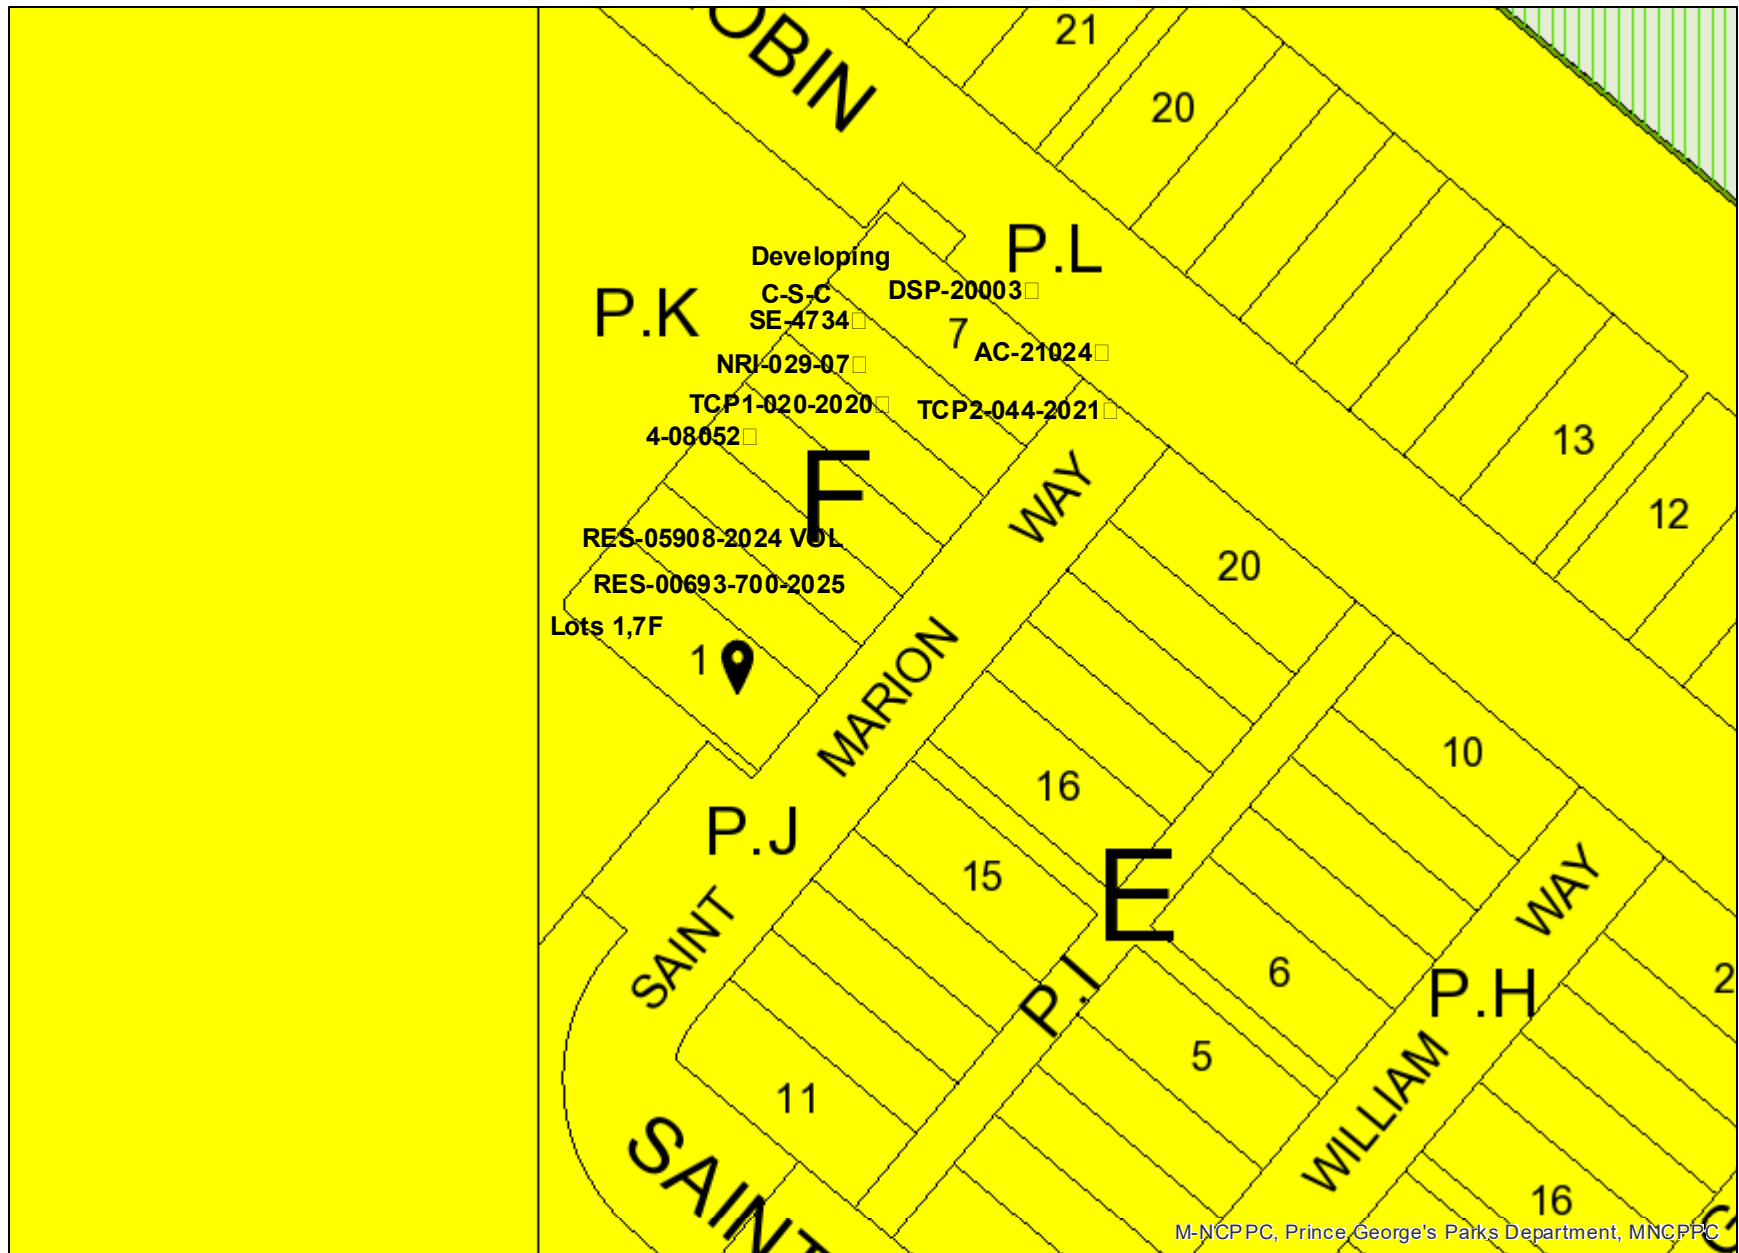 OBIN
21
20
P.L
Developing
C-S-C
DSP-20003
P.K
SE-4734
7
AC-21024
NRI-029-07
TCP1-020-2020
TCP2-044-2021
4-08052
13
F
WAY
12
RES-05908-2024 VOL
20
RES-00693-700-2025
Lots 1,7F
1
MARION
10
16
P.J
15
E
WAY
SAINT
6
P.I
P.H
2
5
11
WILLIAM
SAINT
16
M-NCPPC, Prince George's Parks Department, MNCPPC